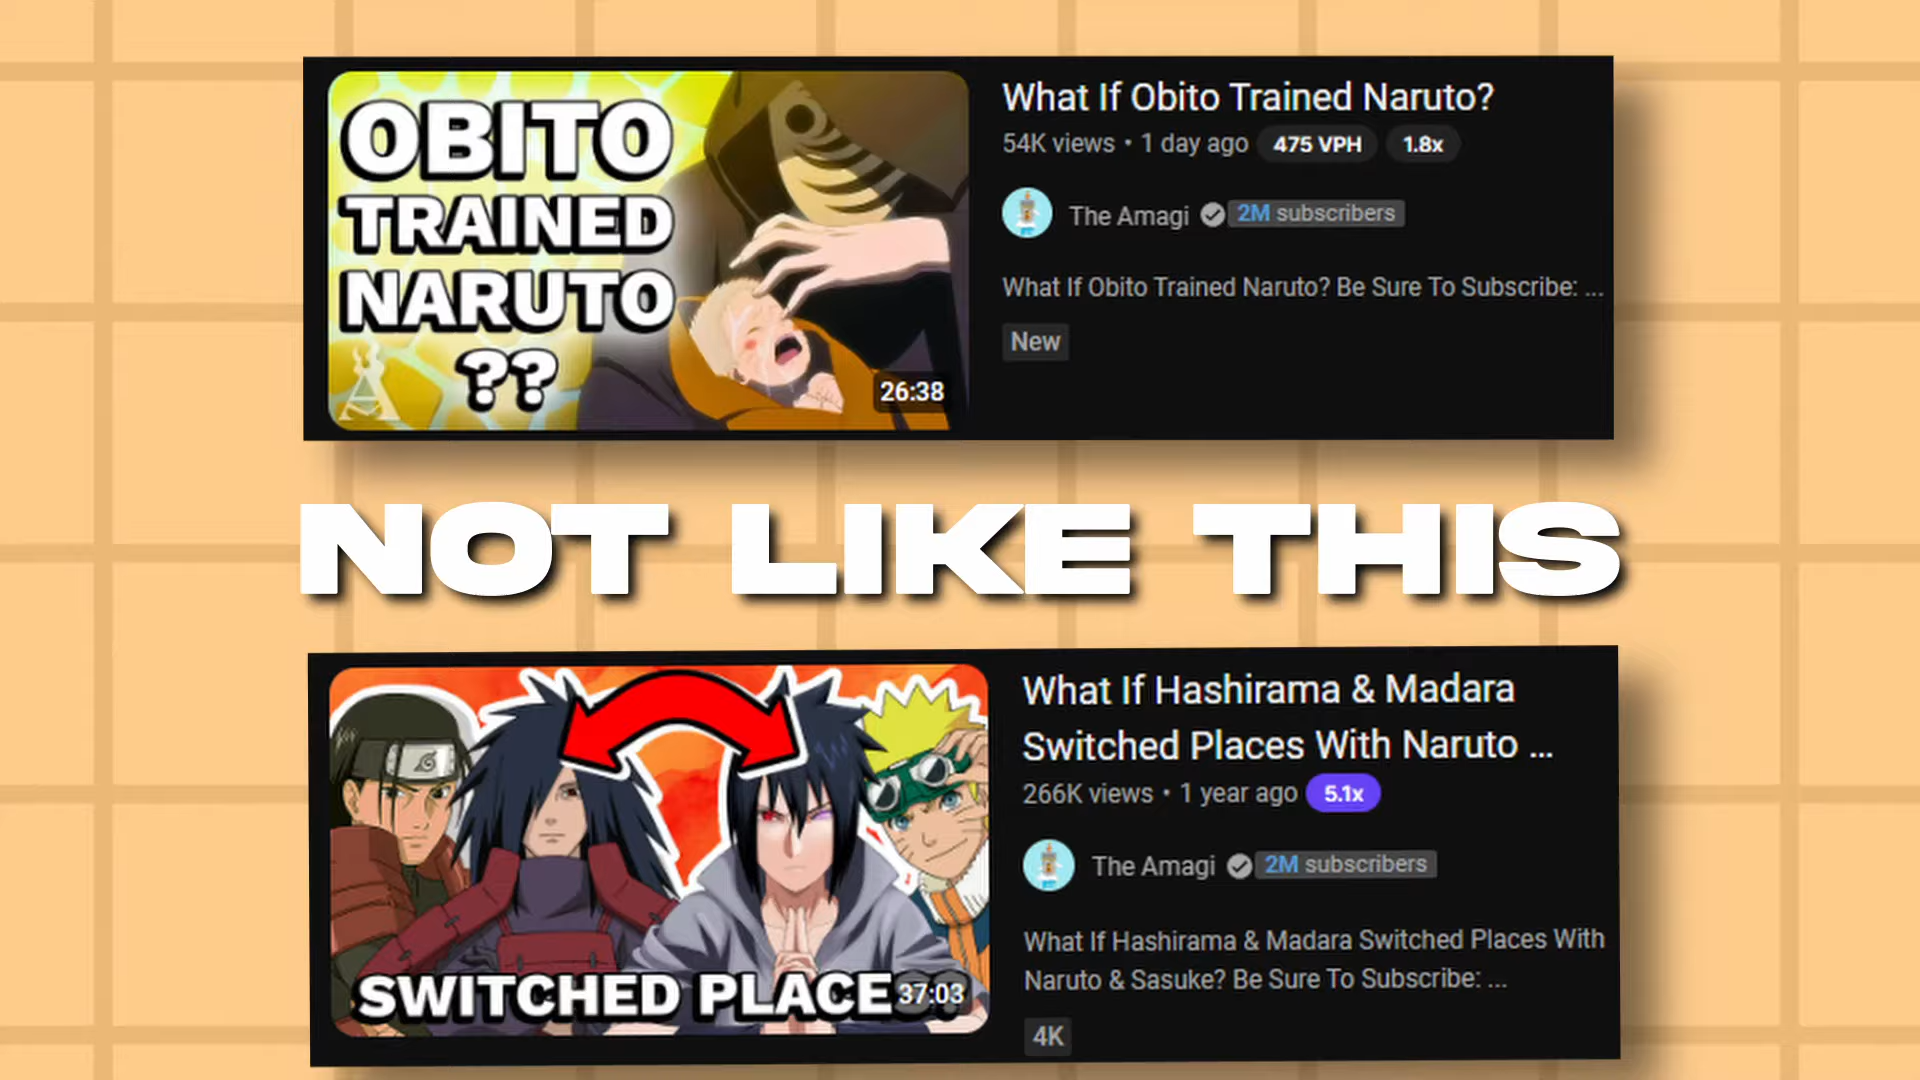 OBITO
TRAINED
NARUTO
??
26:38
What If Obito Trained Naruto?
54K views • 1 day ago 475 VPH 1.8x
The Amagi 2M subscribers
What If Obito Trained Naruto? Be Sure To Subscribe: ...
New
NOT LIKE THIS
SWITCHED PLACE
37:03
What If Hashirama & Madara
Switched Places With Naruto ...
266K views • 1 year ago 5.1x
The Amagi 2M subscribers
What If Hashirama & Madara Switched Places With
Naruto & Sasuke? Be Sure To Subscribe: ...
4K